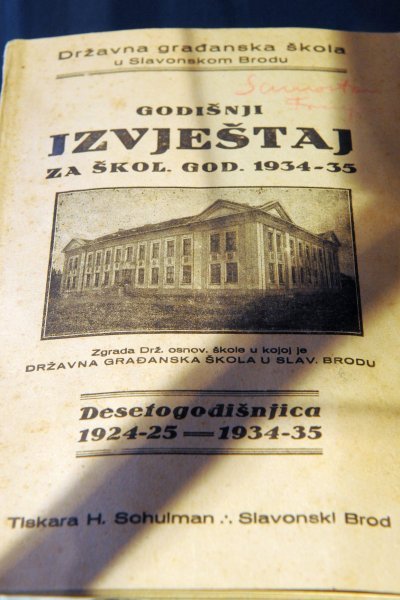 Državna građanska škola
u Slavonskom Brodu
GODIŠNJI
IZVJEŠTAJ
ZA ŠKOL. GOD. 1934-35
Zgrada Drž. osnov. škole u kojoj je
DRŽAVNA GRAĐANSKA ŠKOLA U SLAV. BRODU
Desetogodišnjica
1924-25 — 1934-35
Tiskara H. Schulman ∴ Slavonski Brod